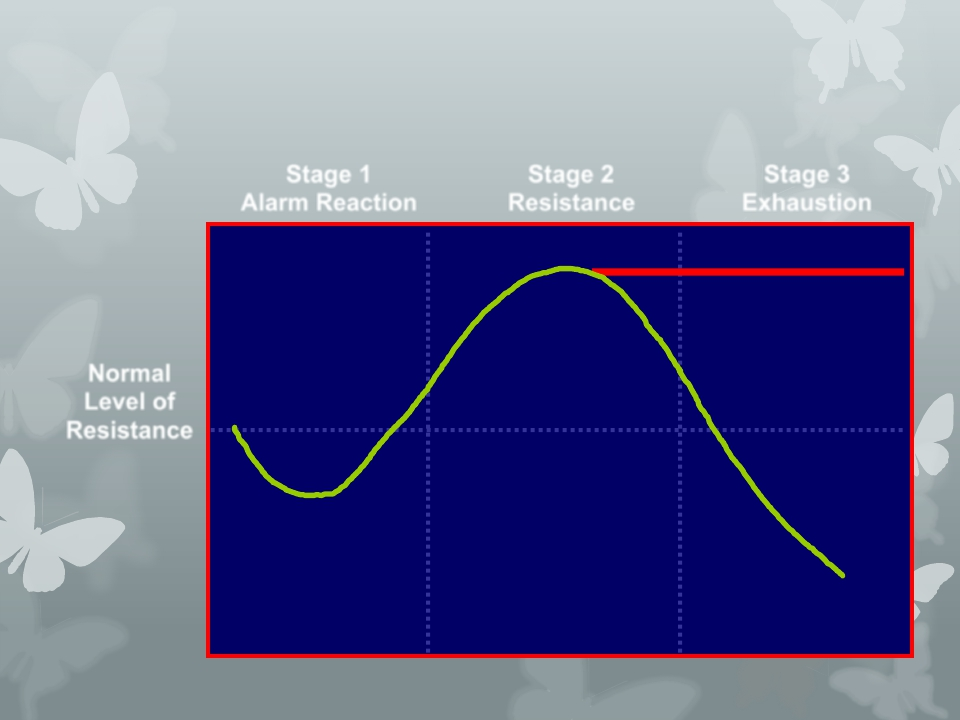 Stage 1
Alarm Reaction
Stage 2
Resistance
Stage 3
Exhaustion
Normal
Level of
Resistance